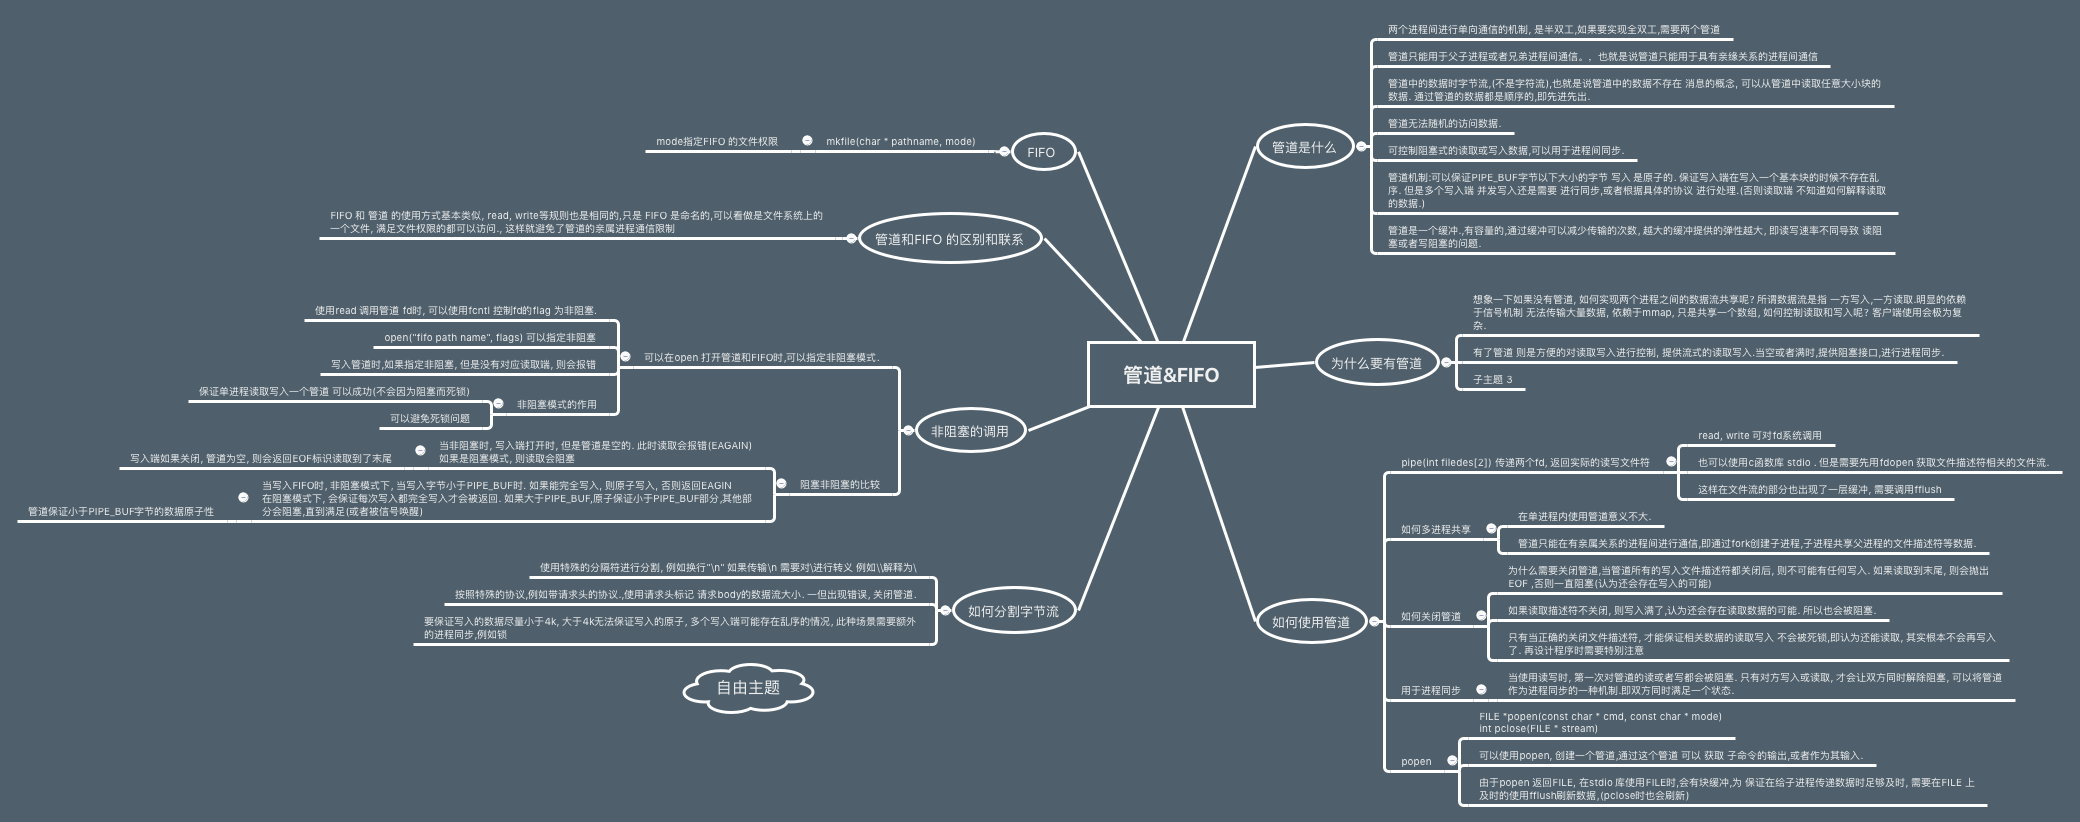 管道&FIFO
管道是什么
两个进程间进行单向通信的机制, 是半双工,如果要实现全双工,需要两个管道
管道只能用于父子进程或者兄弟进程间通信。，也就是说管道只能用于具有亲缘关系的进程间通信
管道中的数据时字节流,(不是字符流),也就是说管道中的数据不存在 消息的概念, 可以从管道中读取任意大小块的
数据. 通过管道的数据都是顺序的,即先进先出.
管道无法随机的访问数据.
可控制阻塞式的读取或写入数据,可以用于进程间同步.
管道机制:可以保证PIPE_BUF字节以下大小的字节 写入 是原子的. 保证写入端在写入一个基本块的时候不存在乱
序. 但是多个写入端 并发写入还是需要 进行同步,或者根据具体的协议 进行处理.(否则读取端 不知道如何解释读取
的数据.)
管道是一个缓冲.,有容量的,通过缓冲可以减少传输的次数, 越大的缓冲提供的弹性越大, 即读写速率不同导致 读阻
塞或者写阻塞的问题.
为什么要有管道
想象一下如果没有管道, 如何实现两个进程之间的数据流共享呢? 所谓数据流是指 一方写入,一方读取.明显的依赖
于信号机制 无法传输大量数据, 依赖于mmap, 只是共享一个数组, 如何控制读取和写入呢? 客户端使用会极为复
杂.
有了管道 则是方便的对读取写入进行控制, 提供流式的读取写入.当空或者满时,提供阻塞接口,进行进程同步.
子主题 3
如何使用管道
pipe(int filedes[2]) 传递两个fd, 返回实际的读写文件符
read, write 可对fd系统调用
也可以使用c函数库 stdio . 但是需要先用fdopen 获取文件描述符相关的文件流.
这样在文件流的部分也出现了一层缓冲, 需要调用fflush
如何多进程共享
在单进程内使用管道意义不大.
管道只能在有亲属关系的进程间进行通信,即通过fork创建子进程,子进程共享父进程的文件描述符等数据.
如何关闭管道
为什么需要关闭管道,当管道所有的写入文件描述符都关闭后, 则不可能有任何写入. 如果读取到末尾, 则会抛出
EOF ,否则一直阻塞(认为还会存在写入的可能)
如果读取描述符不关闭, 则写入满了,认为还会存在读取数据的可能. 所以也会被阻塞.
只有当正确的关闭文件描述符, 才能保证相关数据的读取写入 不会被死锁,即认为还能读取, 其实根本不会再写入
了. 再设计程序时需要特别注意
用于进程同步
当使用读写时, 第一次对管道的读或者写都会被阻塞. 只有对方写入或读取, 才会让双方同时解除阻塞, 可以将管道
作为进程同步的一种机制.即双方同时满足一个状态.
popen
FILE *popen(const char * cmd, const char * mode)
int pclose(FILE * stream)
可以使用popen, 创建一个管道,通过这个管道 可以 获取 子命令的输出,或者作为其输入.
由于popen 返回FILE, 在stdio 库使用FILE时,会有块缓冲,为 保证在给子进程传递数据时足够及时, 需要在FILE 上
及时的使用fflush刷新数据,(pclose时也会刷新)
FIFO
mkfile(char * pathname, mode)
mode指定FIFO 的文件权限
管道和FIFO 的区别和联系
FIFO 和 管道 的使用方式基本类似, read, write等规则也是相同的,只是 FIFO 是命名的,可以看做是文件系统上的
一个文件, 满足文件权限的都可以访问., 这样就避免了管道的亲属进程通信限制
非阻塞的调用
可以在open 打开管道和FIFO时,可以指定非阻塞模式.
使用read 调用管道 fd时, 可以使用fcntl 控制fd的flag 为非阻塞.
open("fifo path name", flags) 可以指定非阻塞
写入管道时,如果指定非阻塞, 但是没有对应读取端, 则会报错
非阻塞模式的作用
保证单进程读取写入一个管道 可以成功(不会因为阻塞而死锁)
可以避免死锁问题
阻塞非阻塞的比较
当非阻塞时, 写入端打开时, 但是管道是空的. 此时读取会报错(EAGAIN)
如果是阻塞模式, 则读取会阻塞
写入端如果关闭, 管道为空, 则会返回EOF标识读取到了末尾
当写入FIFO时, 非阻塞模式下, 当写入字节小于PIPE_BUF时. 如果能完全写入, 则原子写入, 否则返回EAGIN
在阻塞模式下, 会保证每次写入都完全写入才会被返回. 如果大于PIPE_BUF,原子保证小于PIPE_BUF部分,其他部
分会阻塞,直到满足(或者被信号唤醒)
管道保证小于PIPE_BUF字节的数据原子性
如何分割字节流
使用特殊的分隔符进行分割, 例如换行"\n" 如果传输\n 需要对\进行转义 例如\\解释为\
按照特殊的协议,例如带请求头的协议.,使用请求头标记 请求body的数据流大小. 一但出现错误, 关闭管道.
要保证写入的数据尽量小于4k, 大于4k无法保证写入的原子, 多个写入端可能存在乱序的情况, 此种场景需要额外
的进程同步,例如锁
自由主题